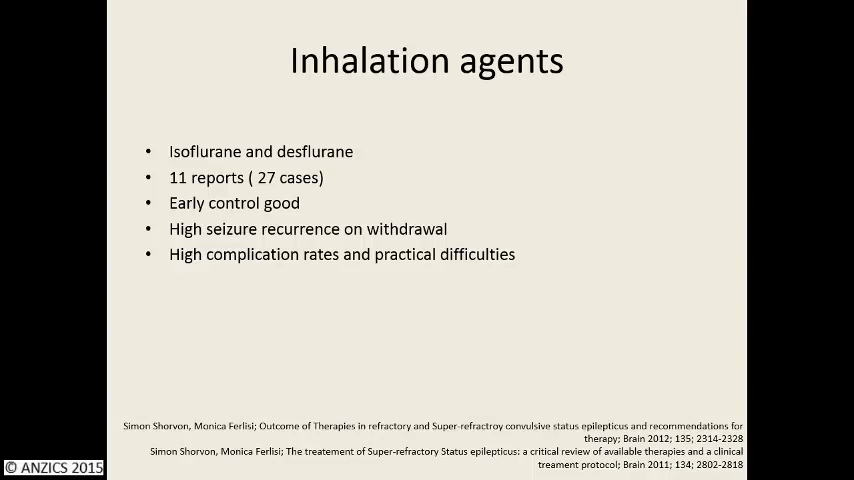 Inhalation agents
• Isoflurane and desflurane
• 11 reports ( 27 cases)
• Early control good
• High seizure recurrence on withdrawal
• High complication rates and practical difficulties
Simon Shorvon, Monica Ferlisi; Outcome of Therapies in refractory and Super-refractroy convulsive status epilepticus and recommendations for
therapy; Brain 2012; 135; 2314-2328
Simon Shorvon, Monica Ferlisi; The treatement of Super-refractory Status epilepticus: a critical review of available therapies and a clinical
treament protocol; Brain 2011; 134; 2802-2818
© ANZICS 2015